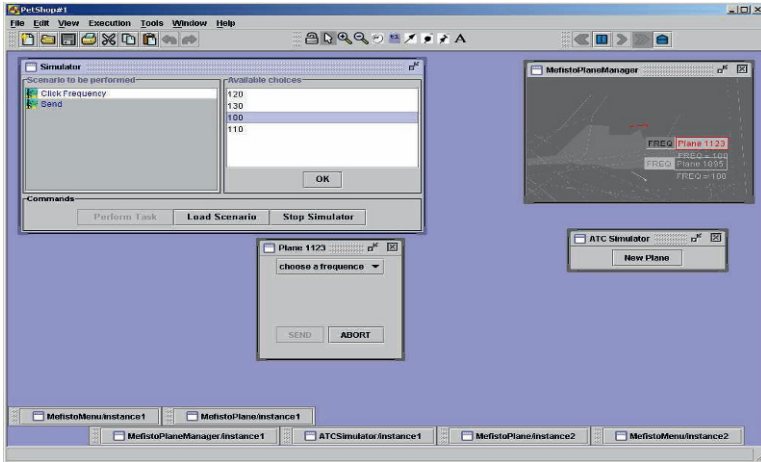 PetShop#1
File Edit View Execution Tools Window Help
A
Simulator
Scenario to be performed
Click Frequency
Send
Available choices
120
130
100
110
OK
Commands
Perform Task Load Scenario Stop Simulator
MefistoPlaneManager
FREQ Plane 1123
FREQ = 100
FREQ Plane 1095
FREQ = 100
Plane 1123
choose a frequence
SEND ABORT
ATC Simulator
New Plane
MefistoMenu/instance1 MefistoPlane/instance1
MefistoPlaneManager/instance1 ATCSimulator/instance1 MefistoPlane/instance2 MefistoMenu/instance2